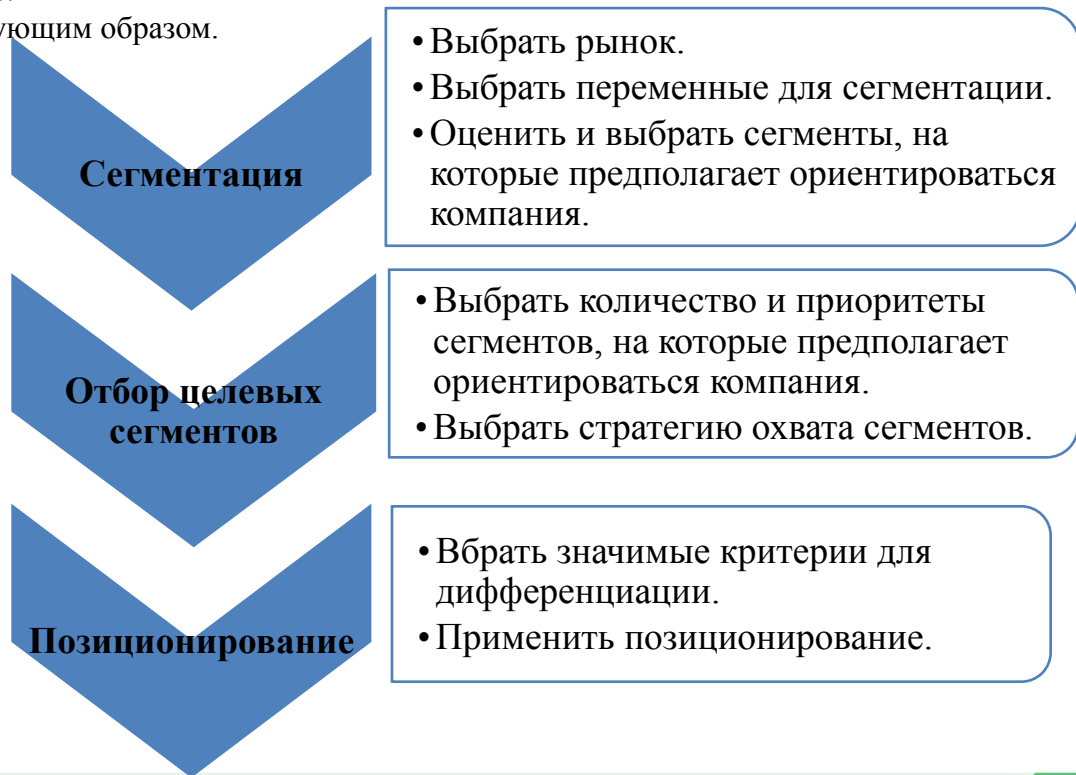 ующим образом.
Сегментация
• Выбрать рынок.
• Выбрать переменные для сегментации.
• Оценить и выбрать сегменты, на
которые предполагает ориентироваться
компания.
Отбор целевых
сегментов
• Выбрать количество и приоритеты
сегментов, на которые предполагает
ориентироваться компания.
• Выбрать стратегию охвата сегментов.
Позиционирование
• Вбрать значимые критерии для
дифференциации.
• Применить позиционирование.